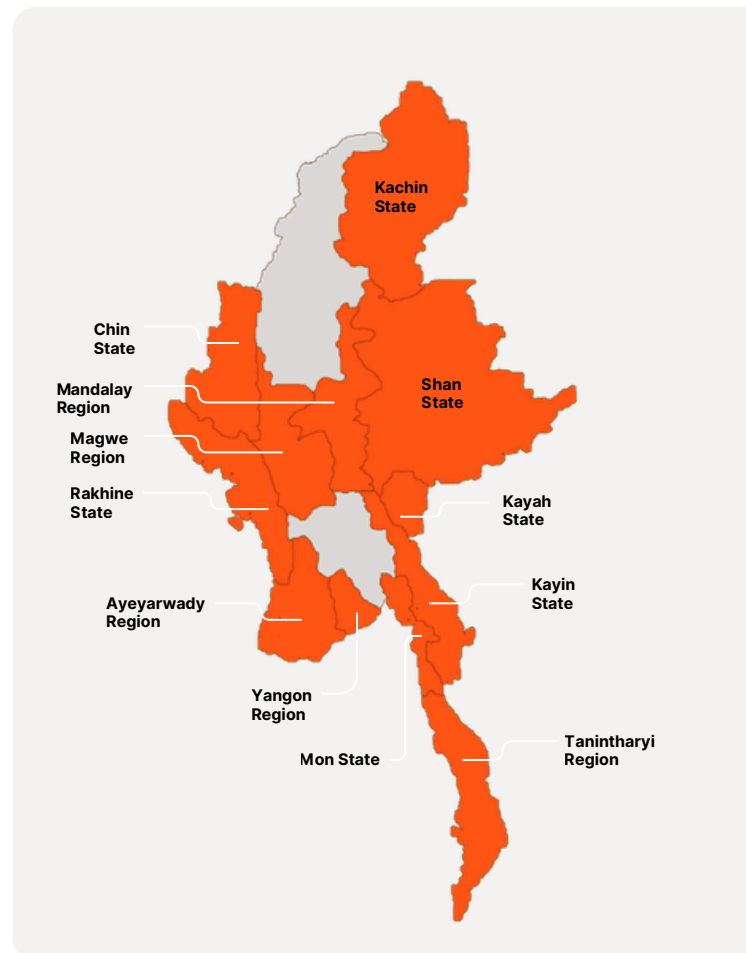 Kachin
State
Chin
State
Shan
State
Mandalay
Region
Magwe
Region
Rakhine
State
Kayah
State
Kayin
State
Ayeyarwady
Region
Yangon
Region
Mon State
Tanintharyi
Region